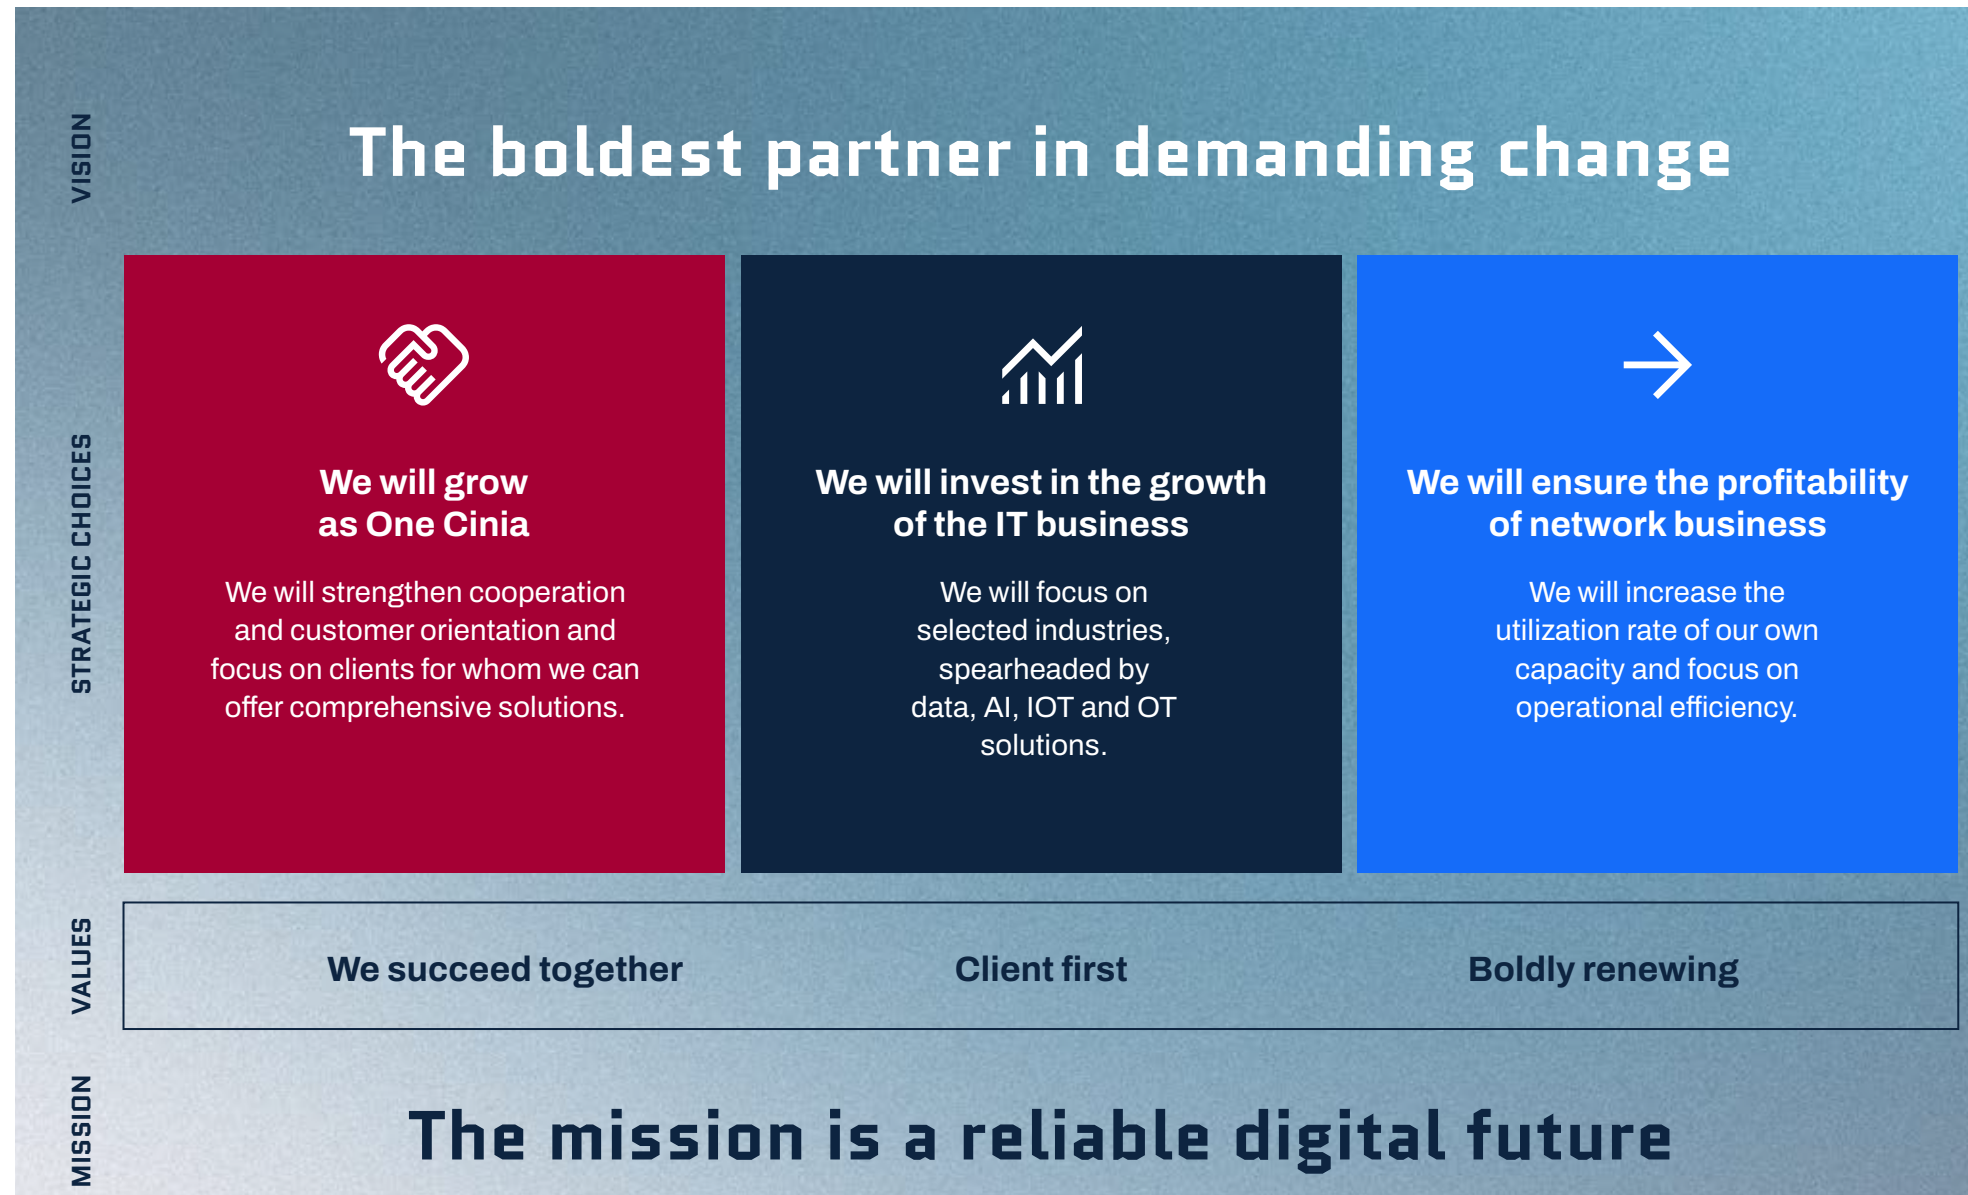 VISION
The boldest partner in demanding change
STRATEGIC CHOICES
We will grow
as One Cinia
We will strengthen cooperation
and customer orientation and
focus on clients for whom we can
offer comprehensive solutions.
We will invest in the growth
of the IT business
We will focus on
selected industries,
spearheaded by
data, AI, IOT and OT
solutions.
We will ensure the profitability
of network business
We will increase the
utilization rate of our own
capacity and focus on
operational efficiency.
VALUES
We succeed together
Client first
Boldly renewing
MISSION
The mission is a reliable digital future